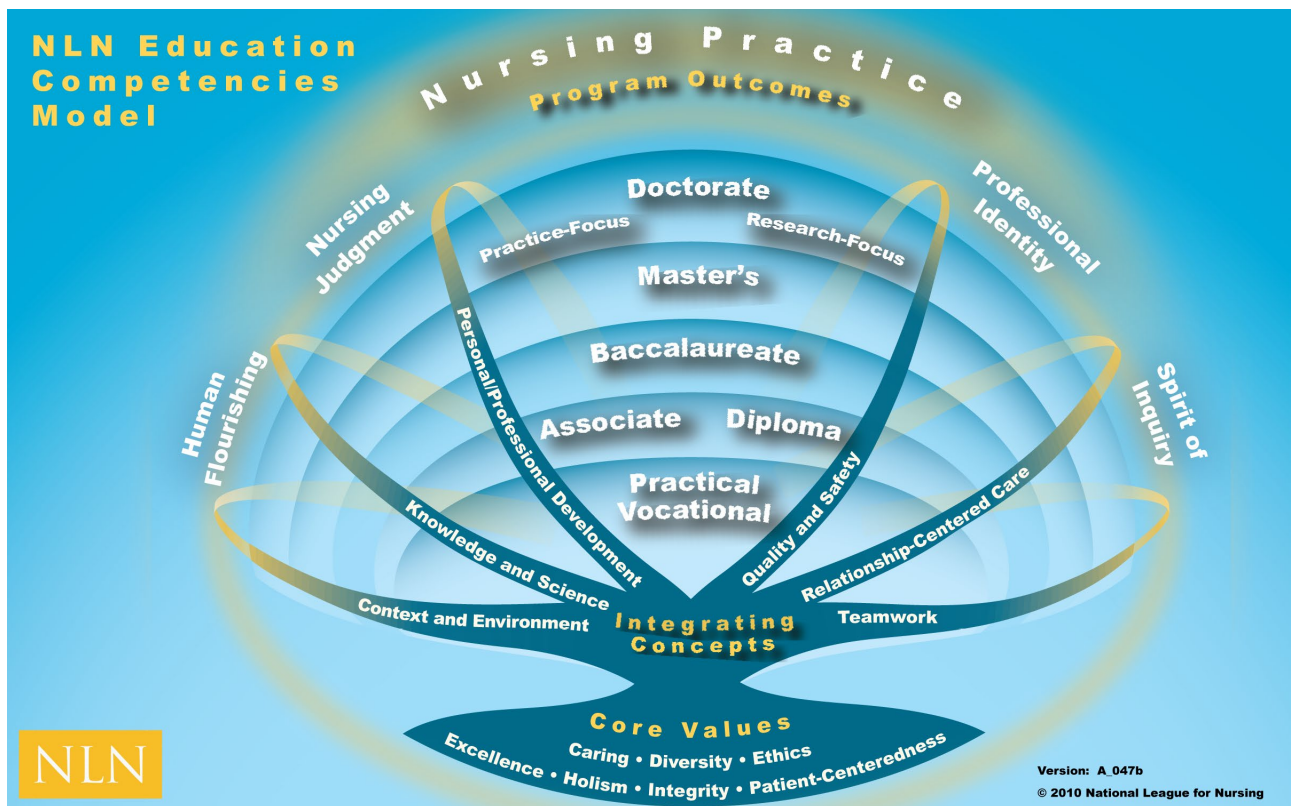 NLN Education
Competencies
Model
Nursing Practice
Program Outcomes
Nursing
Judgment
Professional
Identity
Human
Flourishing
Spirit of
Inquiry
Doctorate
Practice-Focus
Research-Focus
Master's
Baccalaureate
Associate
Diploma
Practical
Vocational
Personal/Professional Development
Quality and Safety
Knowledge and Science
Relationship-Centered Care
Context and Environment
Teamwork
Integrating
Concepts
Core Values
Caring • Diversity • Ethics
Excellence • Holism • Integrity • Patient-Centeredness
NLN
Version: A_047b
© 2010 National League for Nursing